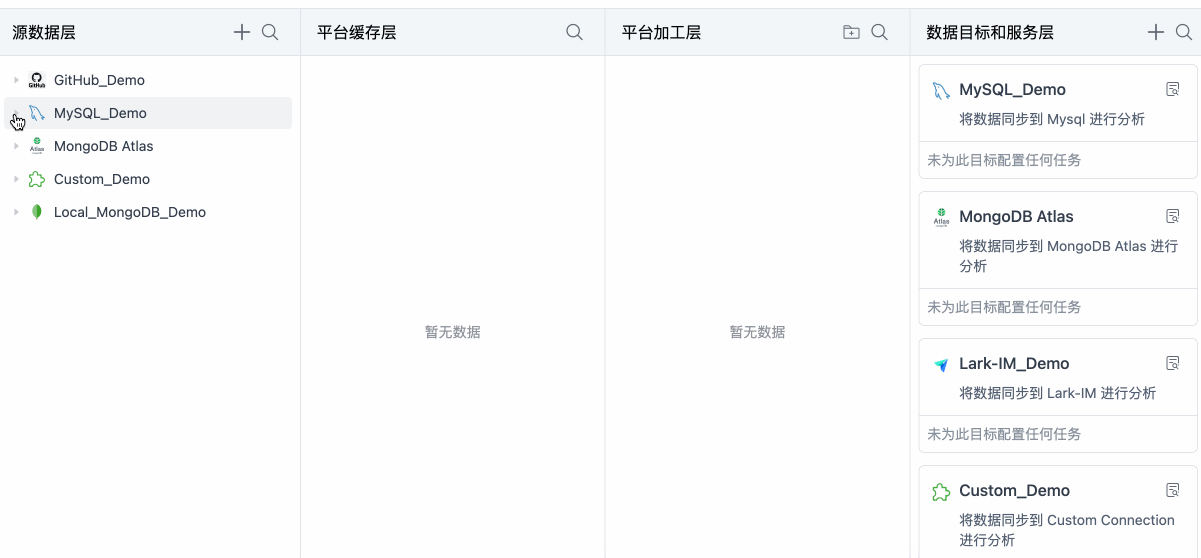 源数据层
GitHub_Demo
MySQL_Demo
MongoDB Atlas
Custom_Demo
Local_MongoDB_Demo
平台缓存层
暂无数据
平台加工层
暂无数据
数据目标和服务层
MySQL_Demo
将数据同步到 Mysql 进行分析
未为此目标配置任何任务
MongoDB Atlas
将数据同步到 MongoDB Atlas 进行
分析
未为此目标配置任何任务
Lark-IM_Demo
将数据同步到 Lark-IM 进行分析
未为此目标配置任何任务
Custom_Demo
将数据同步到 Custom Connection
进行分析